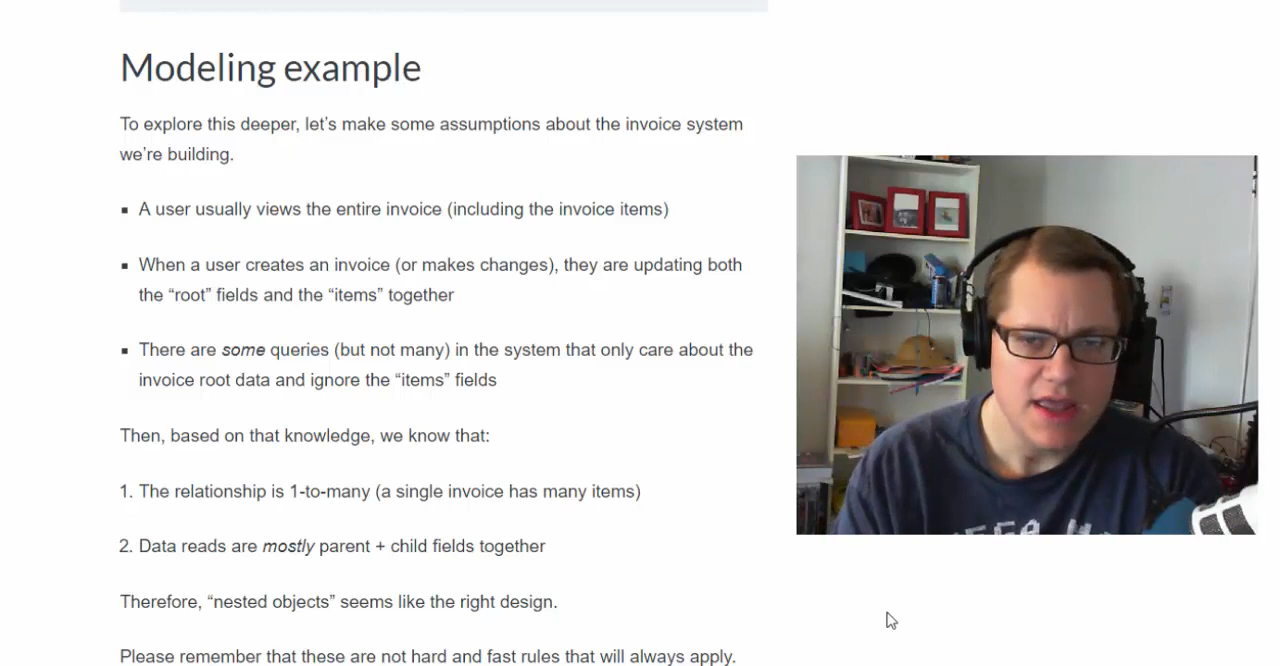 Modeling example
To explore this deeper, let’s make some assumptions about the invoice system
we’re building.
▪ A user usually views the entire invoice (including the invoice items)
▪ When a user creates an invoice (or makes changes), they are updating both
the “root” fields and the “items” together
▪ There are some queries (but not many) in the system that only care about the
invoice root data and ignore the “items” fields
Then, based on that knowledge, we know that:
1. The relationship is 1-to-many (a single invoice has many items)
2. Data reads are mostly parent + child fields together
Therefore, “nested objects” seems like the right design.
Please remember that these are not hard and fast rules that will always apply.